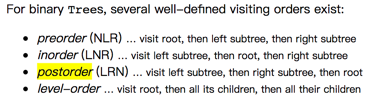 For binary Trees, several well-defined visiting orders exist:
• preorder (NLR) ... visit root, then left subtree, then right subtree
• inorder (LNR) ... visit left subtree, then root, then right subtree
• postorder (LRN) ... visit left subtree, then right subtree, then root
• level-order ... visit root, then all its children, then all their children